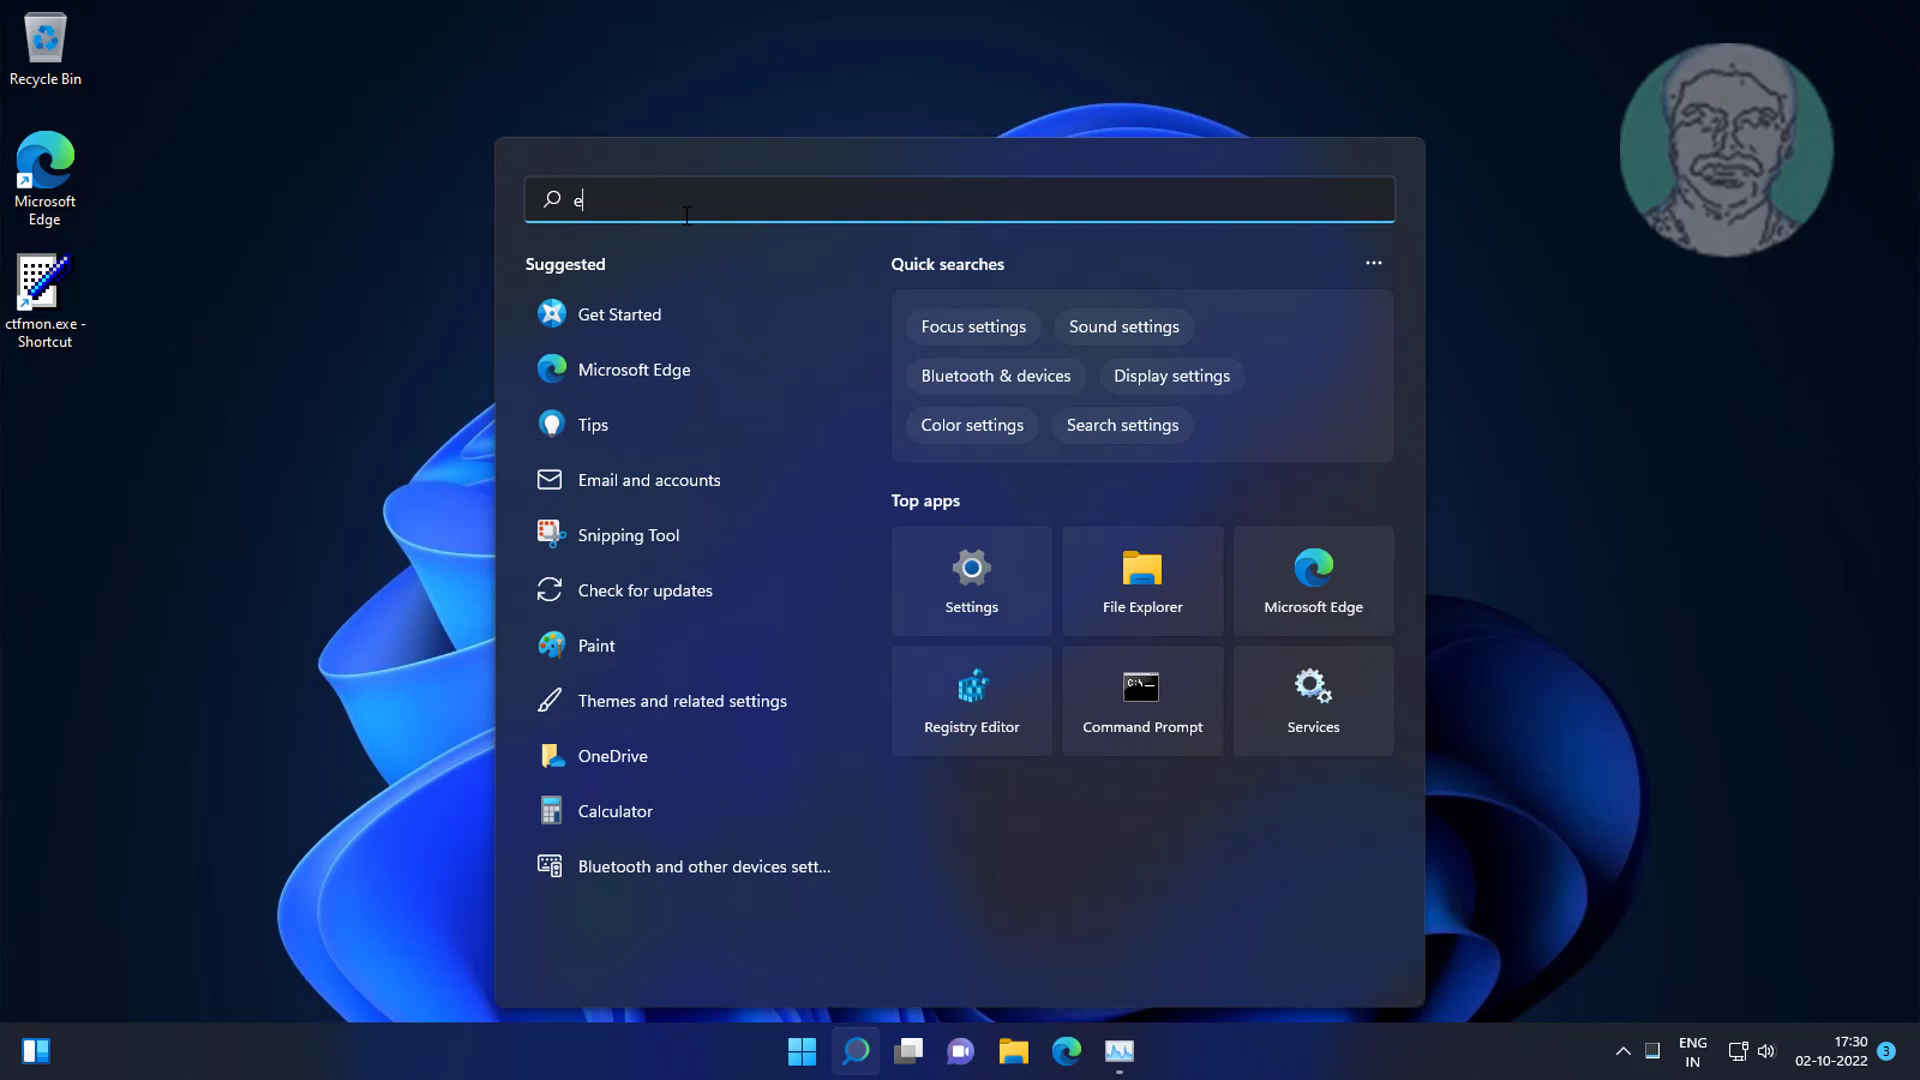 Recycle Bin
Microsoft
Edge
ctfmon.exe -
Shortcut
e
Suggested
Get Started
Microsoft Edge
Tips
Email and accounts
Snipping Tool
Check for updates
Paint
Themes and related settings
OneDrive
Calculator
Bluetooth and other devices sett...
Quick searches
Focus settings
Sound settings
Bluetooth & devices
Display settings
Color settings
Search settings
Top apps
Settings
File Explorer
Microsoft Edge
C:\_
Registry Editor
Command Prompt
Services
ENG
IN
17:30
02-10-2022
3